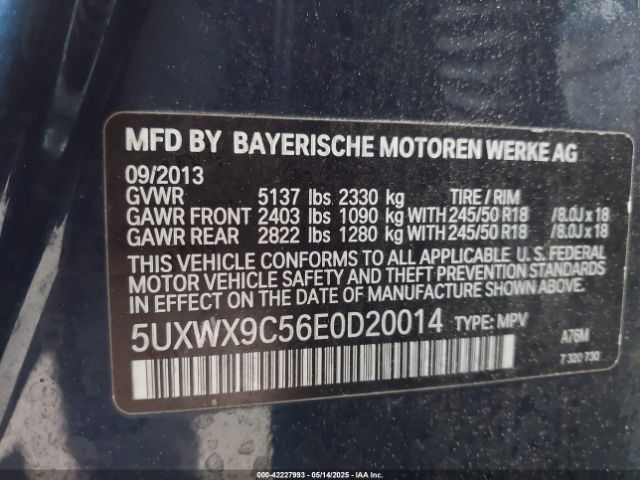 MFD BY BAYERISCHE MOTOREN WERKE AG
09/2013
GVWR 5137 lbs 2330 kg TIRE / RIM
GAWR FRONT 2403 lbs 1090 kg WITH 245/50 R18 /8.0J x 18
GAWR REAR 2822 lbs 1280 kg WITH 245/50 R18 /8.0J x 18
THIS VEHICLE CONFORMS TO ALL APPLICABLE U. S. FEDERAL
MOTOR VEHICLE SAFETY AND THEFT PREVENTION STANDARDS
IN EFFECT ON THE DATE OF MANUFACTURE SHOWN ABOVE.
5UXWX9C56E0D20014 TYPE: MPV A76M
7 320 730
000-42227993 - 05/14/2025 - IAAI.COM